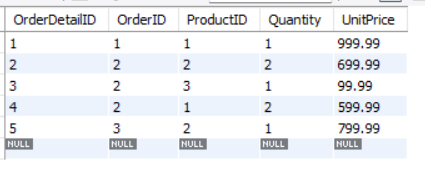 OrderDetailID OrderID ProductID Quantity UnitPrice
1 1 1 1 999.99
2 2 2 2 699.99
3 2 3 1 99.99
4 2 1 2 599.99
5 3 2 1 799.99
NULL NULL NULL NULL NULL